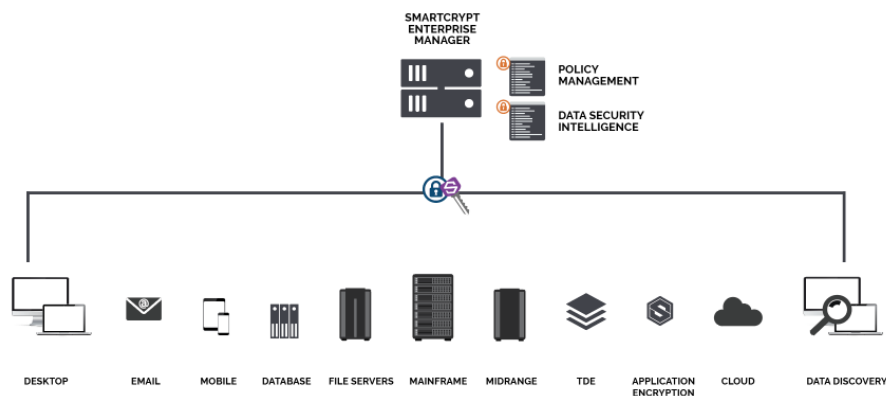 SMARTCRYPT
ENTERPRISE
MANAGER
POLICY
MANAGEMENT
DATA SECURITY
INTELLIGENCE
DESKTOP
EMAIL
MOBILE
DATABASE
FILE SERVERS
MAINFRAME
MIDRANGE
TDE
APPLICATION
ENCRYPTION
CLOUD
DATA DISCOVERY